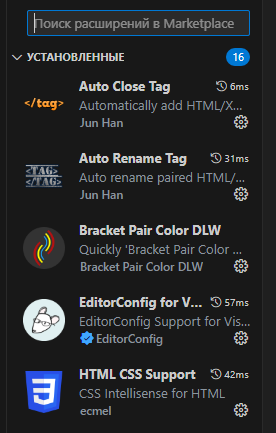 Поиск расширений в Marketplace
УСТАНОВЛЕННЫЕ 16
</tag> Auto Close Tag 6ms
Automatically add HTML/X...
Jun Han
<TAG> Auto Rename Tag 31ms
</TAG> Auto rename paired HTML/...
Jun Han
Bracket Pair Color DLW
Quickly 'Bracket Pair Color ...
Bracket Pair Color DLW
EditorConfig for V... 57ms
EditorConfig Support for Vis...
EditorConfig
HTML CSS Support 42ms
CSS Intellisense for HTML
ecmel